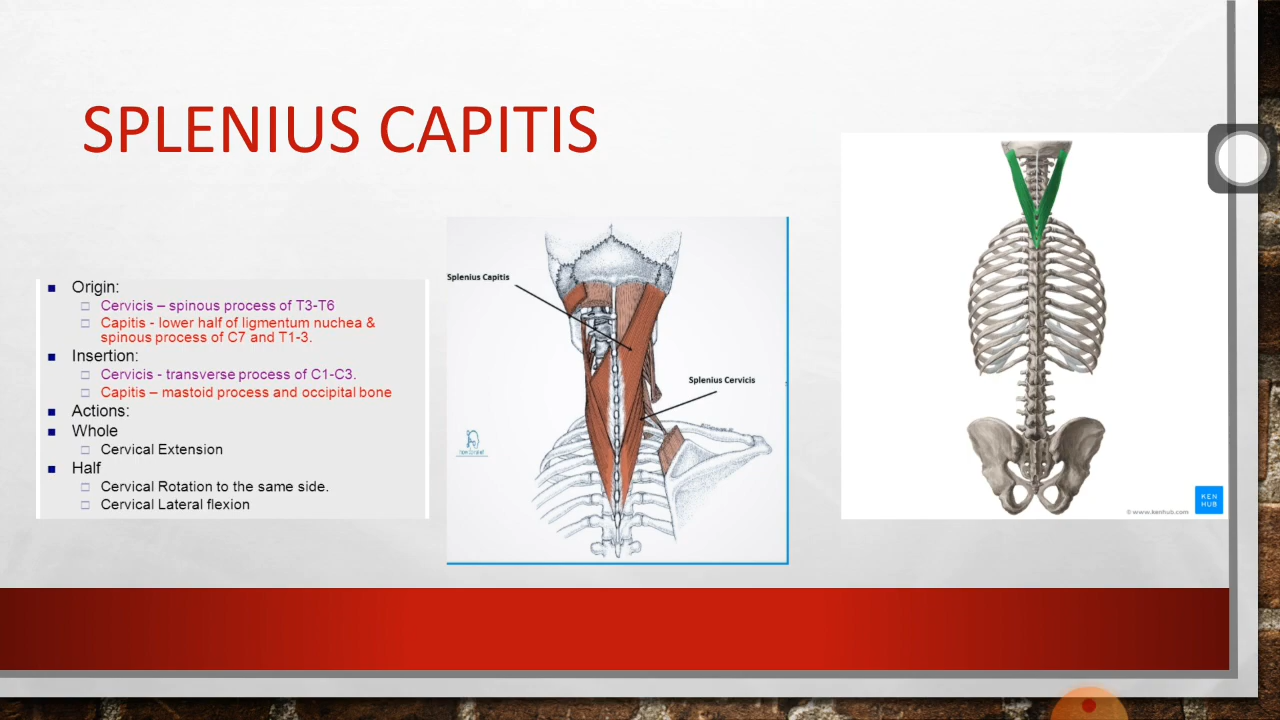 SPLENIUS CAPITIS
Origin:
Cervicis – spinous process of T3-T6
Capitis - lower half of ligmentum nuchea &
spinous process of C7 and T1-3.
Insertion:
Cervicis - transverse process of C1-C3.
Capitis – mastoid process and occipital bone
Actions:
Whole
Cervical Extension
Half
Cervical Rotation to the same side.
Cervical Lateral flexion
Splenius Capitis
Splenius Cervicis
KEN
HUB
© www.kenhub.com